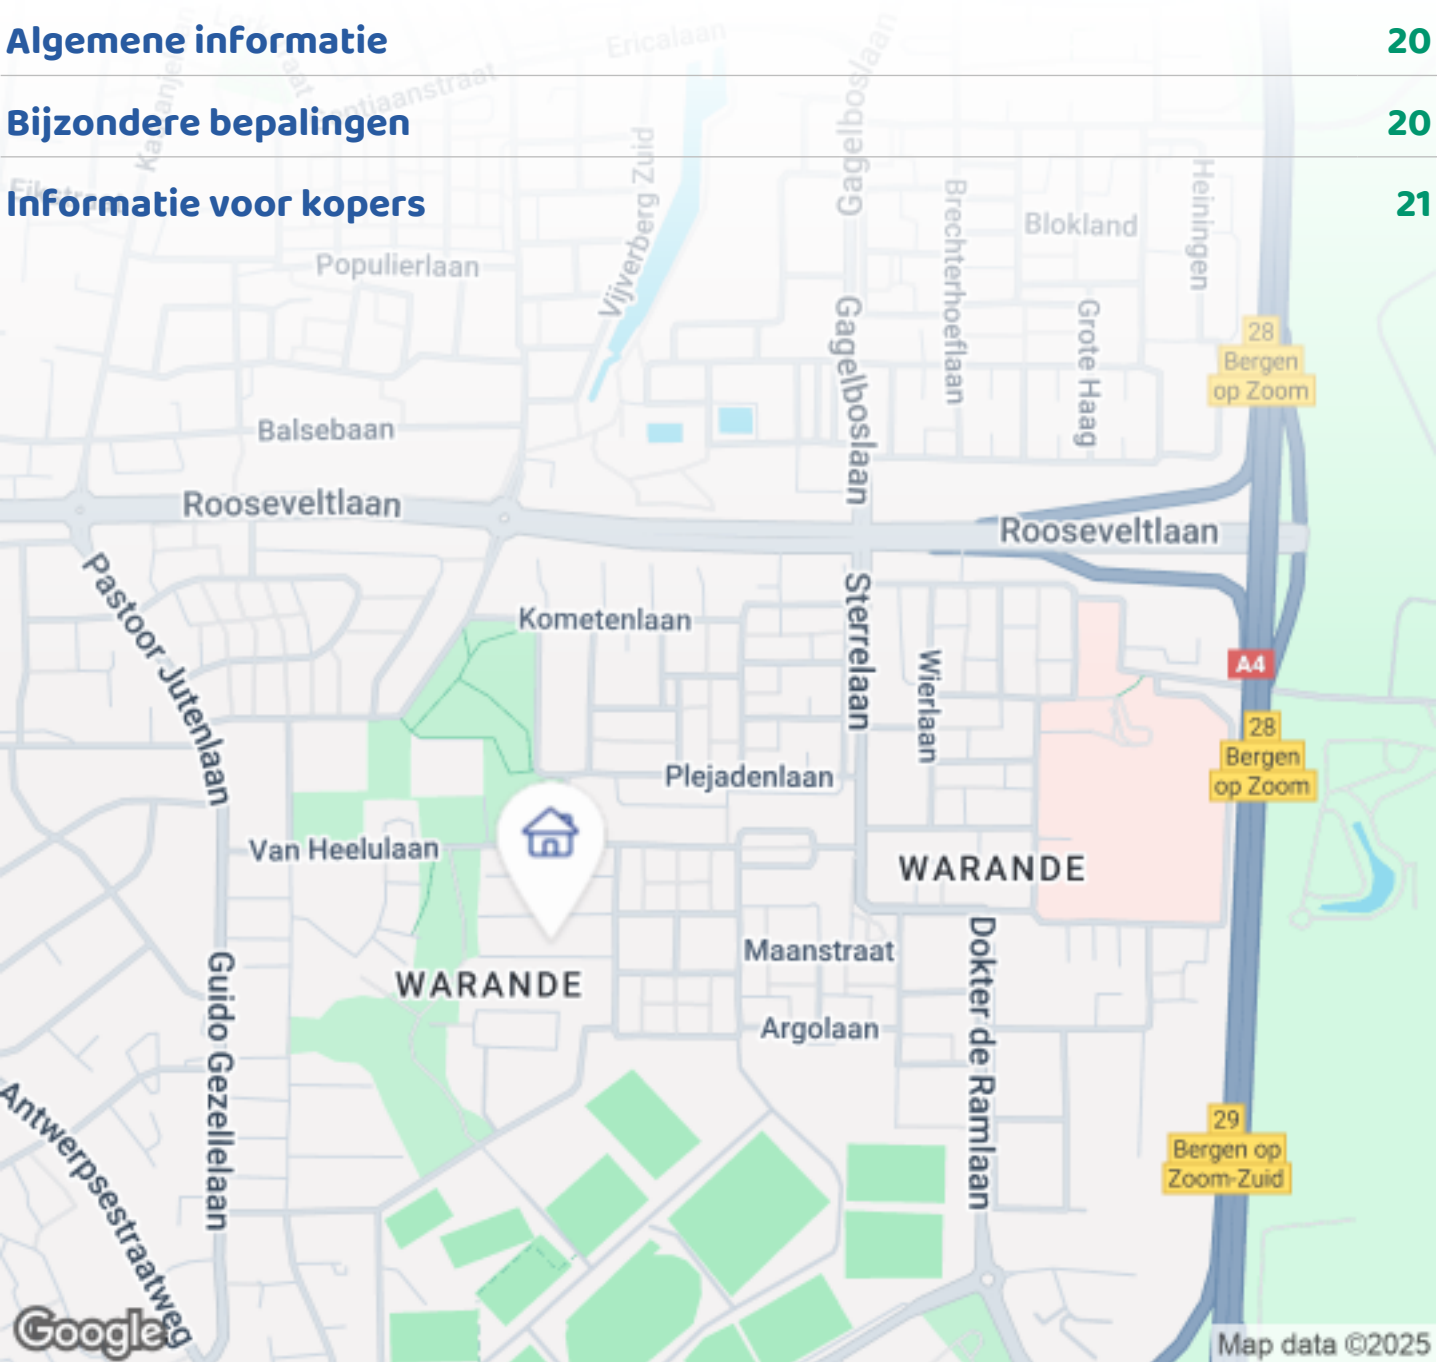 Algemene informatie 20
Bijzondere bepalingen 20
Informatie voor kopers 21
Ericalaan
Gagelboslaan
Vijverberg Zuid
Brechterhoeflaan
Heiningen
Blokland
Populierlaan
Gagelboslaan
Grote Haag
28
Bergen
op Zoom
Balsebaan
Rooseveltlaan
Rooseveltlaan
Pastoor Jutenlaan
Kometenlaan
Sterrelaan
Wierlaan
A4
28
Bergen
op Zoom
Plejadenlaan
Van Heelulaan
WARANDE
Maanstraat
Dokter de Ramlaan
WARANDE
Guido Gezellelaan
Argolaan
Antwerpsestraatweg
29
Bergen op
Zoom-Zuid
Google
Map data ©2025